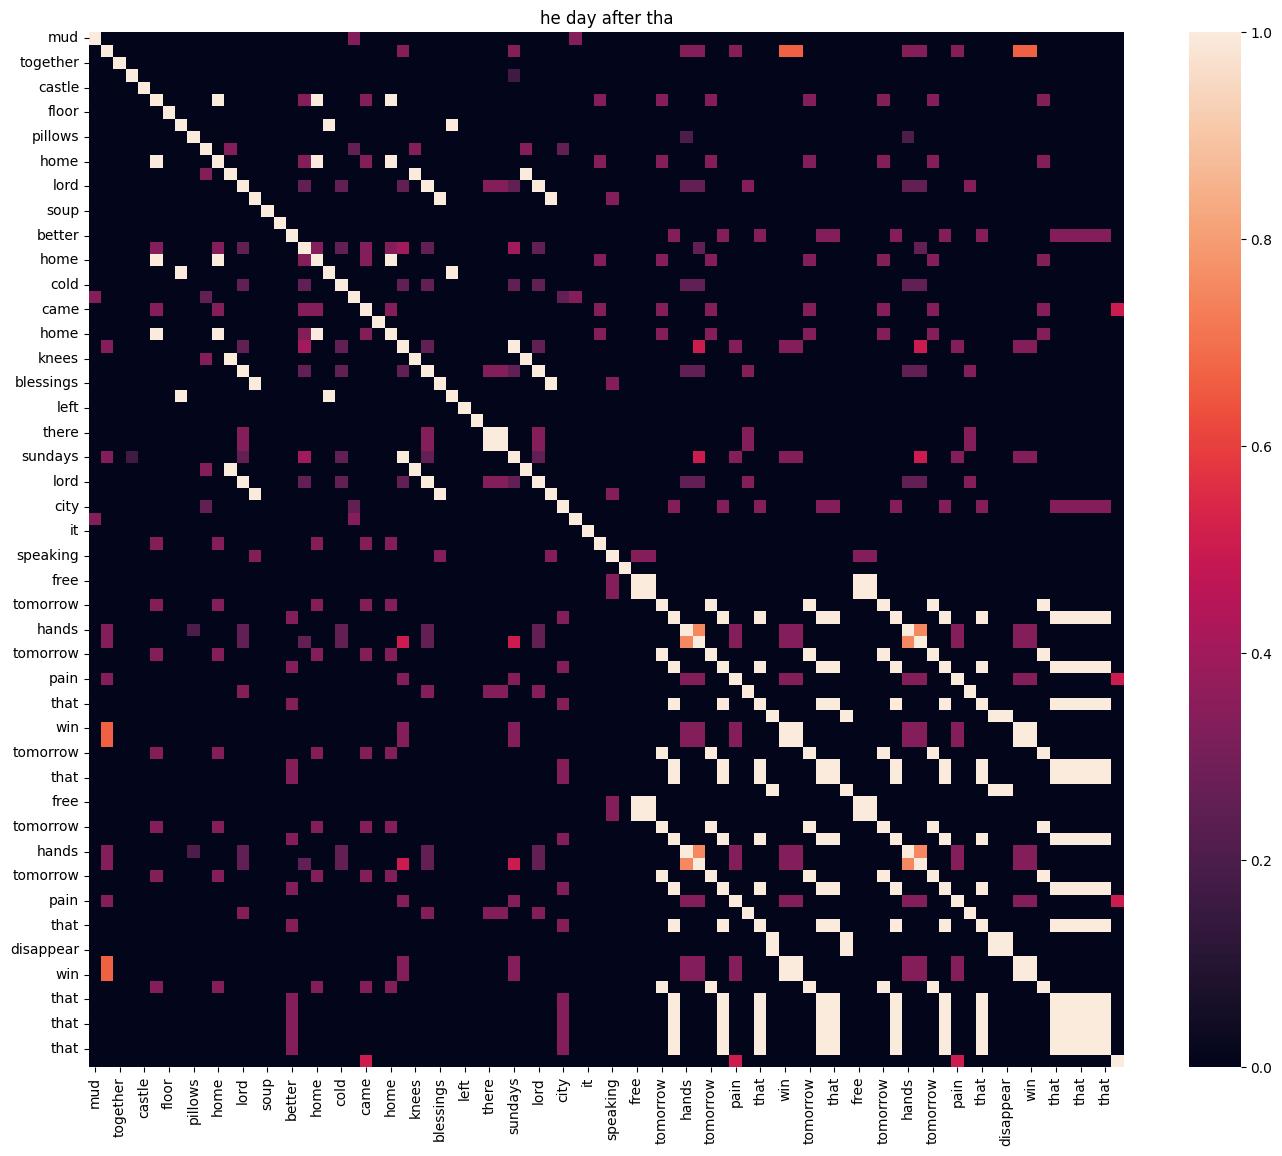 he day after tha
mud
together
castle
floor
pillows
home
lord
soup
better
home
cold
came
home
knees
blessings
left
there
sundays
lord
city
it
speaking
free
tomorrow
hands
tomorrow
pain
that
win
tomorrow
that
free
tomorrow
hands
tomorrow
pain
that
disappear
win
that
that
that
1.0
0.8
0.6
0.4
0.2
0.0
mud
together
castle
floor
pillows
home
lord
soup
better
home
cold
came
home
knees
blessings
left
there
sundays
lord
city
it
speaking
free
tomorrow
hands
tomorrow
pain
that
win
tomorrow
that
free
tomorrow
hands
tomorrow
pain
that
disappear
win
that
that
that